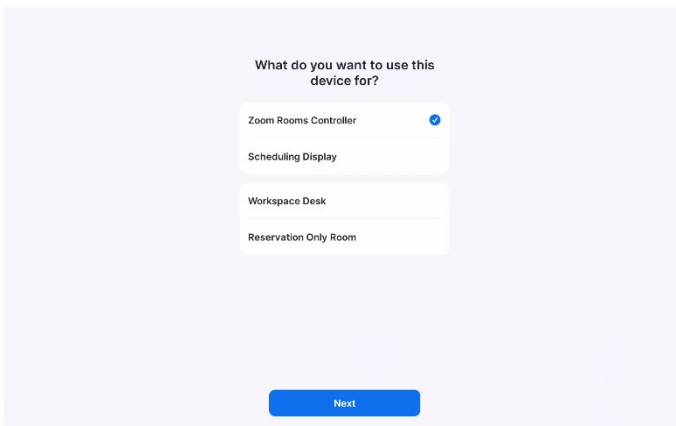 What do you want to use this
device for?
Zoom Rooms Controller
Scheduling Display
Workspace Desk
Reservation Only Room
Next